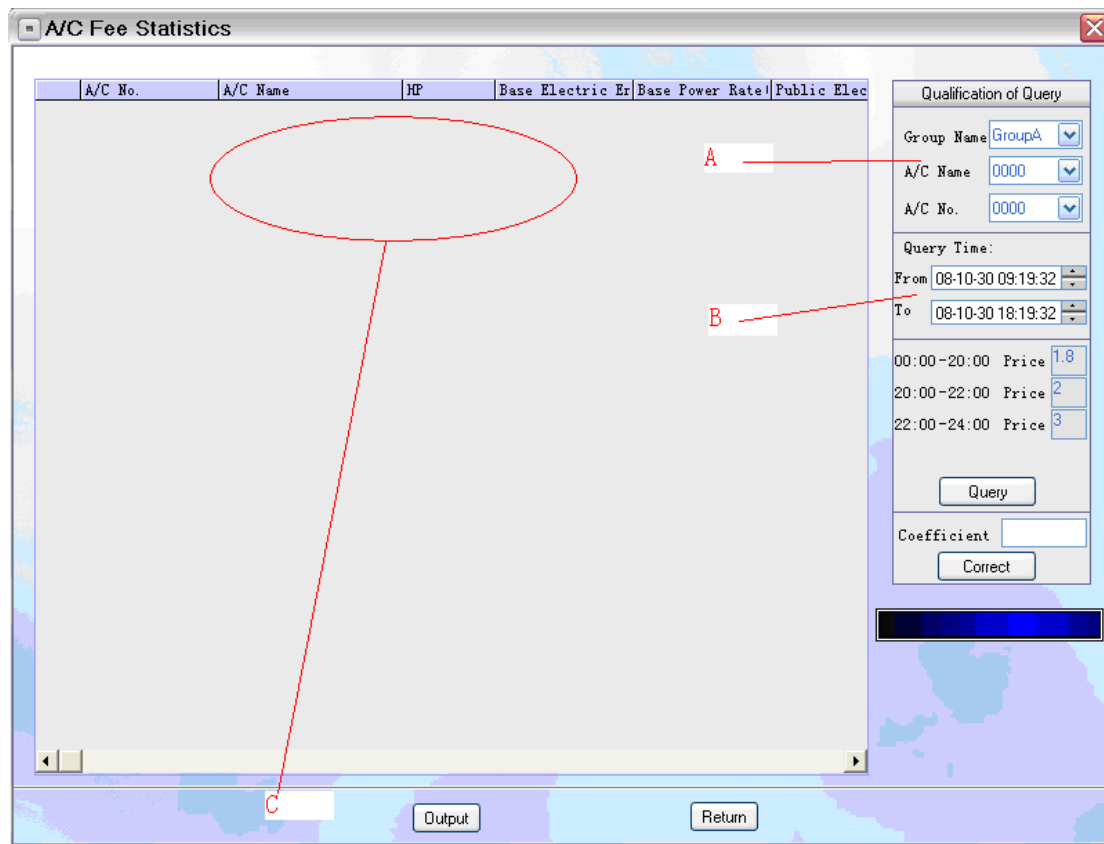 A/C Fee Statistics
A/C No. A/C Name HP Base Electric Er Base Power Rate Public Elec
Qualification of Query
Group Name GroupA
A
A/C Name 0000
A/C No. 0000
Query Time:
From 08-10-30 09:19:32
B
To 08-10-30 18:19:32
00:00-20:00 Price 1.8
20:00-22:00 Price 2
22:00-24:00 Price 3
Query
Coefficient
Correct
C
Output Return